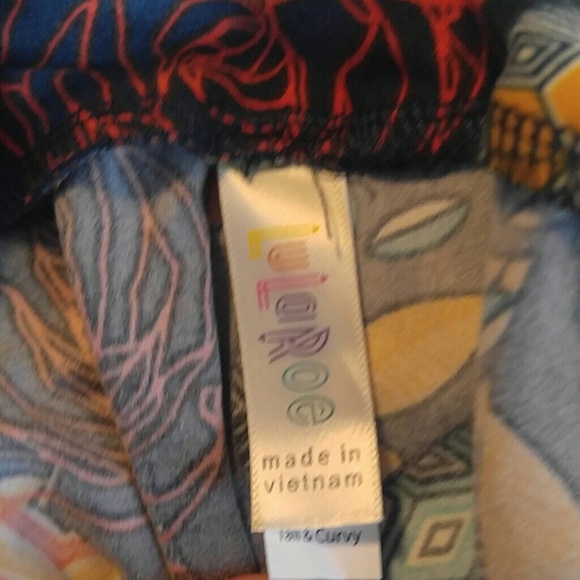 LuLaRoe
made in
vietnam
Tall & Curvy